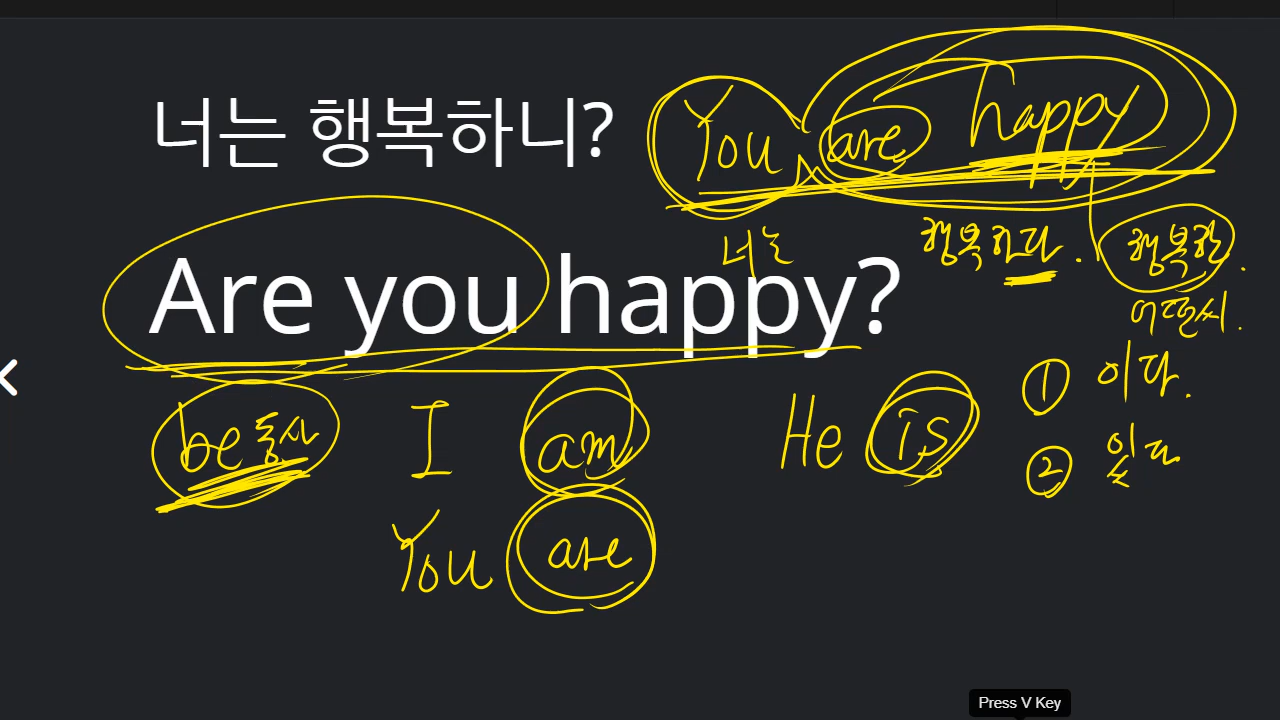 너는 행복하니?
You are happy
너는 행복하다. 행복한.
어떤씨.
Are you happy?
① 이다.
② 있다
be동사 I am He is
You are
Press V Key